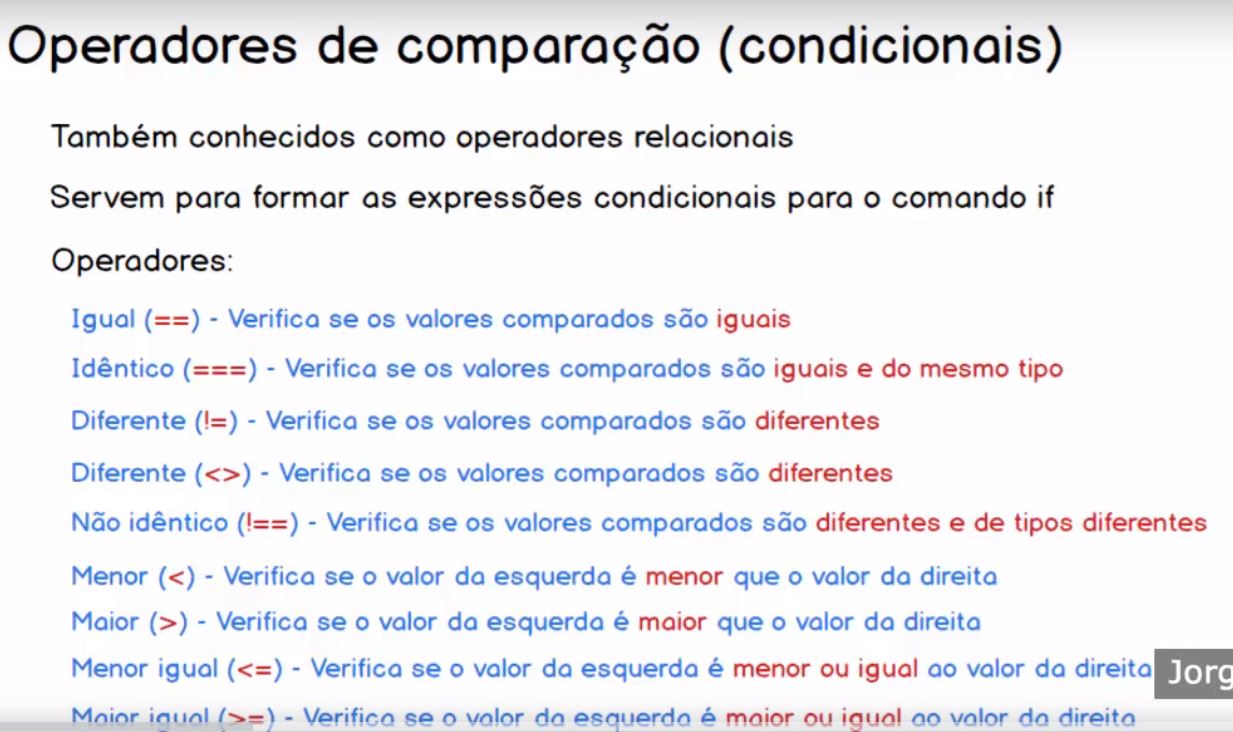 Operadores de comparação (condicionais)
Também conhecidos como operadores relacionais
Servem para formar as expressões condicionais para o comando if
Operadores:
Igual (==) - Verifica se os valores comparados são iguais
Idêntico (===) - Verifica se os valores comparados são iguais e do mesmo tipo
Diferente (!=) - Verifica se os valores comparados são diferentes
Diferente (<>) - Verifica se os valores comparados são diferentes
Não idêntico (!==) - Verifica se os valores comparados são diferentes e de tipos diferentes
Menor (<) - Verifica se o valor da esquerda é menor que o valor da direita
Maior (>) - Verifica se o valor da esquerda é maior que o valor da direita
Menor igual (<=) - Verifica se o valor da esquerda é menor ou igual ao valor da direita
Jorg
Maior igual (>=) - Verifica se o valor da esquerda é maior ou igual ao valor da direita